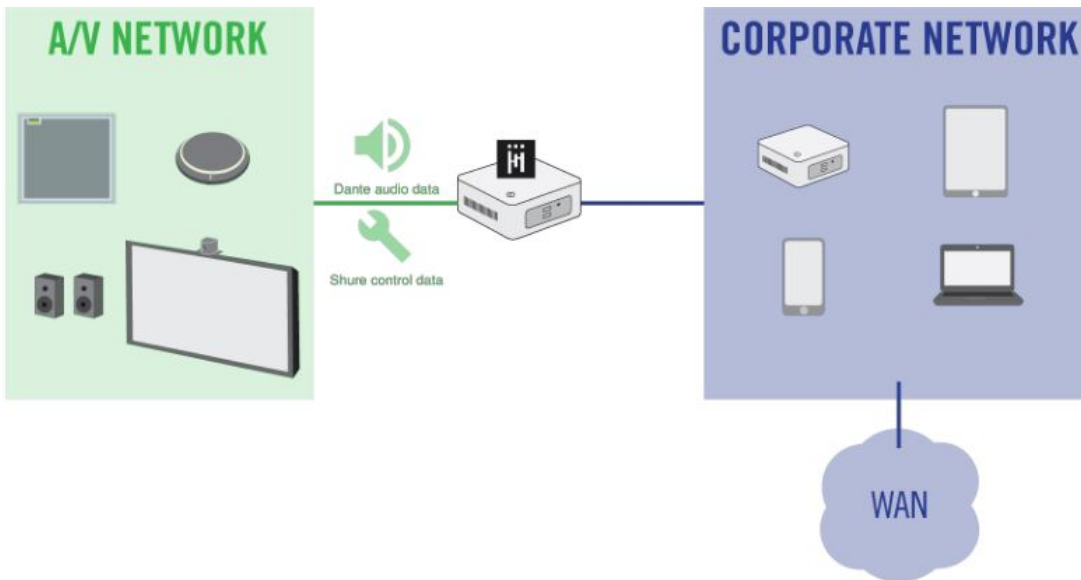 A/V NETWORK
CORPORATE NETWORK
Dante audio data
Shure control data
WAN